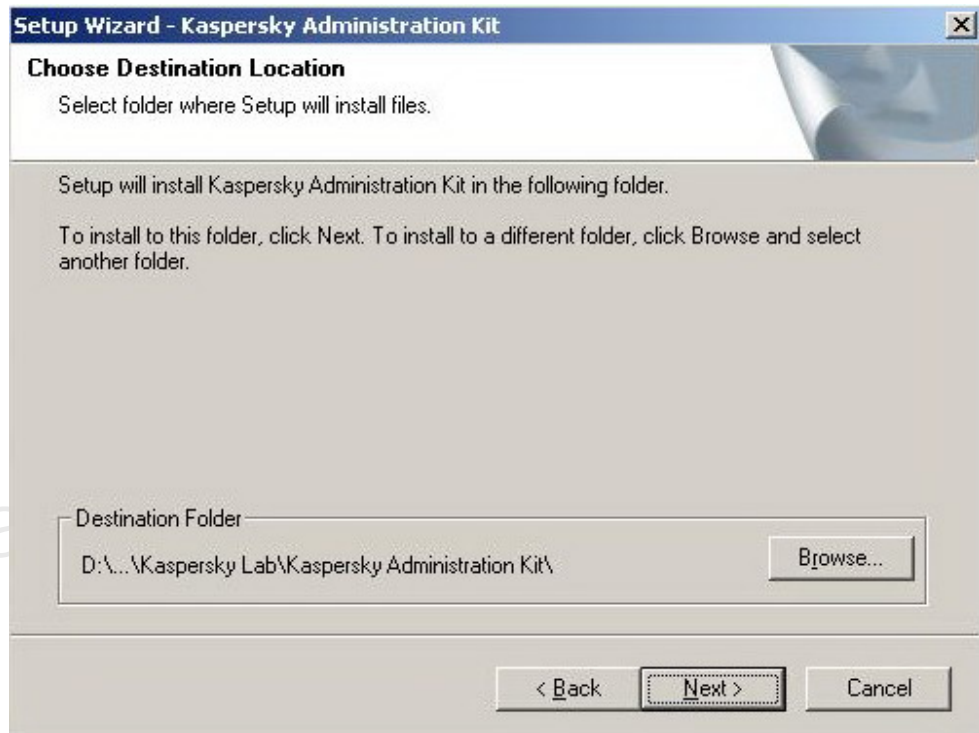 Setup Wizard - Kaspersky Administration Kit
Choose Destination Location
Select folder where Setup will install files.
Setup will install Kaspersky Administration Kit in the following folder.
To install to this folder, click Next. To install to a different folder, click Browse and select
another folder.
Destination Folder
D:\...\Kaspersky Lab\Kaspersky Administration Kit\
Browse...
< Back
Next >
Cancel